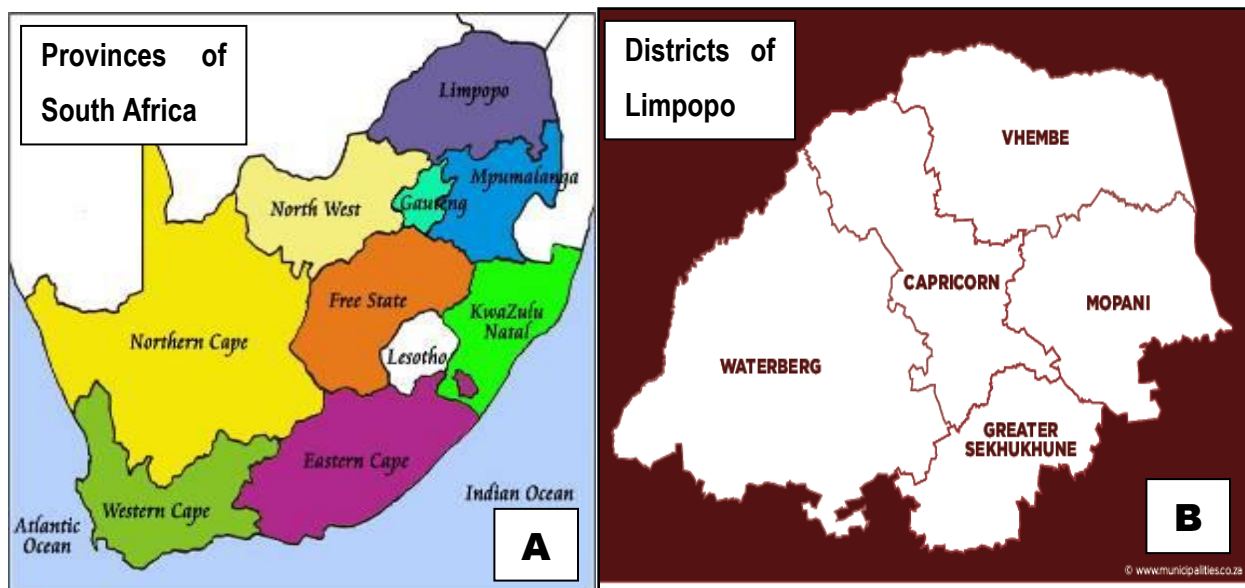 Provinces of
South Africa
Limpopo
Mpumalanga
North West
Gauteng
Free State
KwaZulu
Natal
Northern Cape
Lesotho
Eastern Cape
Western Cape
Indian Ocean
Atlantic
Ocean
A
Districts of
Limpopo
VHEMBE
CAPRICORN
MOPANI
WATERBERG
GREATER
SEKHUKHUNE
B
© www.municipalities.co.za